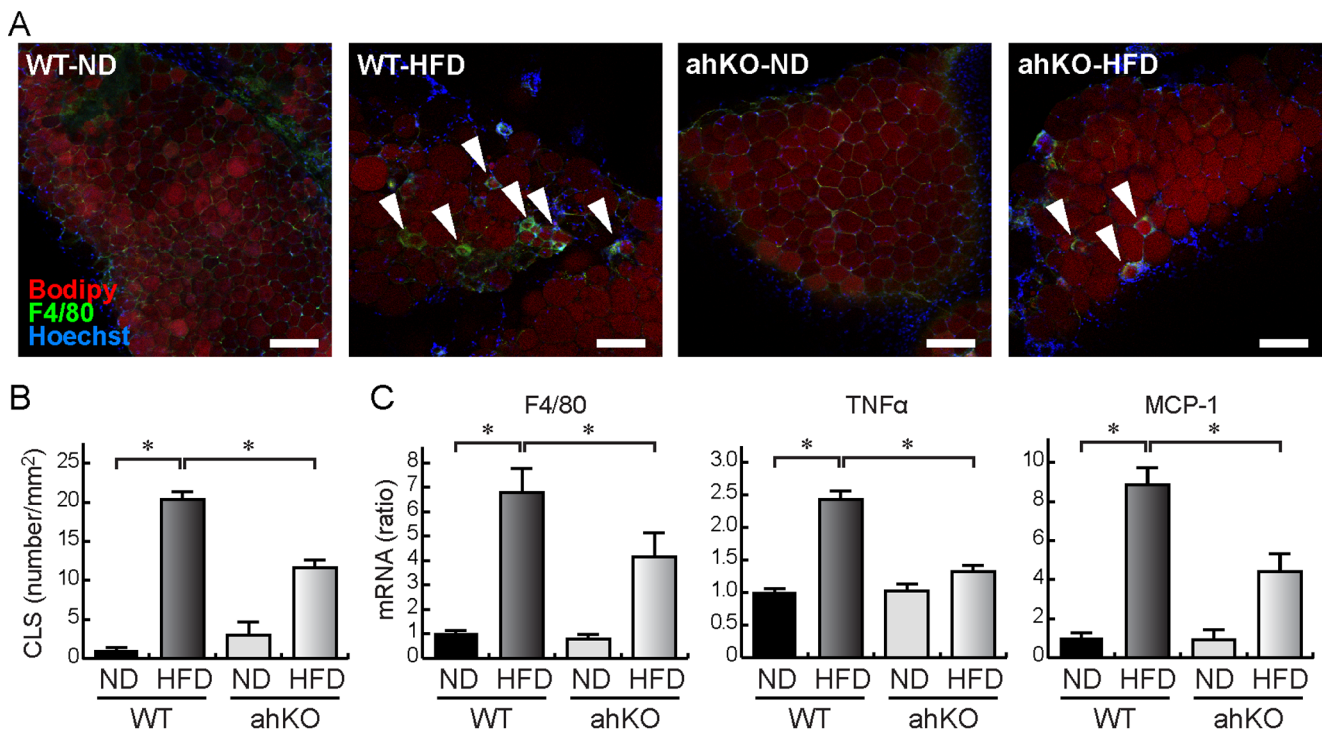 A
WT-ND
WT-HFD
ahKO-ND
ahKO-HFD
Bodipy
F4/80
Hoechst
B
CLS (number/mm²)
25
20
15
10
5
0
* *
ND HFD ND HFD
WT ahKO
C
F4/80
mRNA (ratio)
8
7
6
5
4
3
2
1
0
* *
ND HFD ND HFD
WT ahKO
TNFα
3.0
2.5
2.0
1.5
1.0
0.5
0
* *
ND HFD ND HFD
WT ahKO
MCP-1
10
8
6
4
2
0
* *
ND HFD ND HFD
WT ahKO